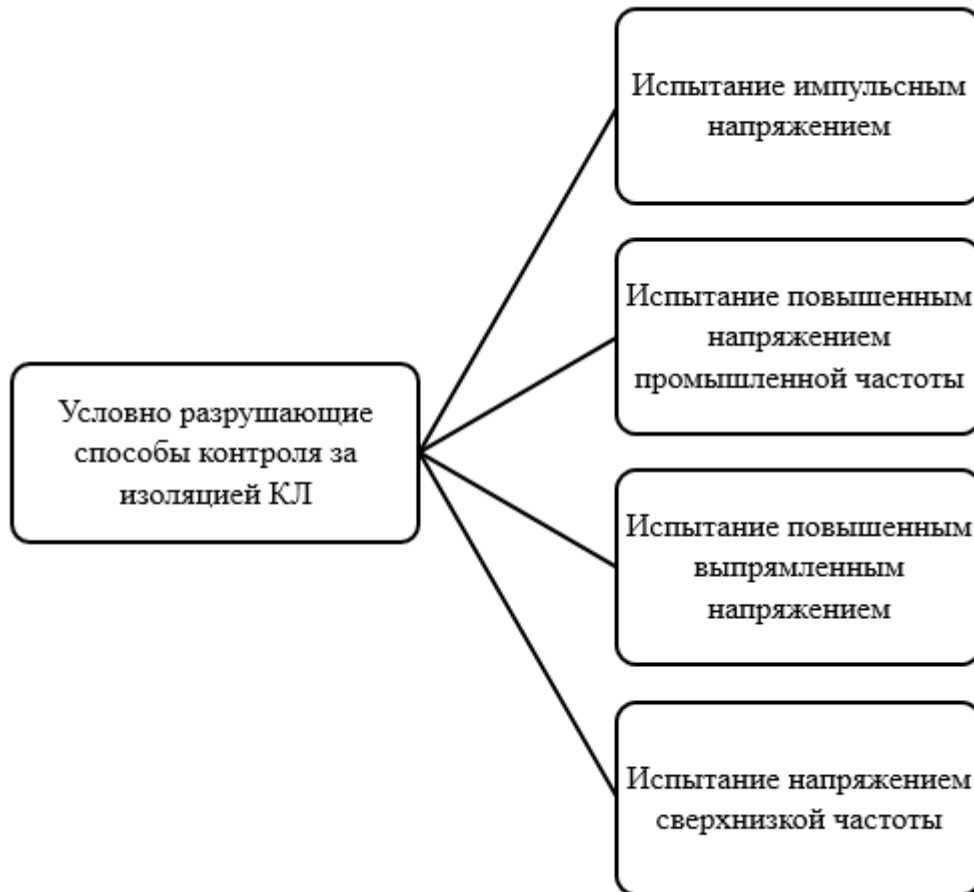 Испытание импульсным
напряжением
Испытание повышенным
напряжением
промышленной частоты
Условно разрушающие
способы контроля за
изоляцией КЛ
Испытание повышенным
выпрямленным
напряжением
Испытание напряжением
сверхнизкой частоты